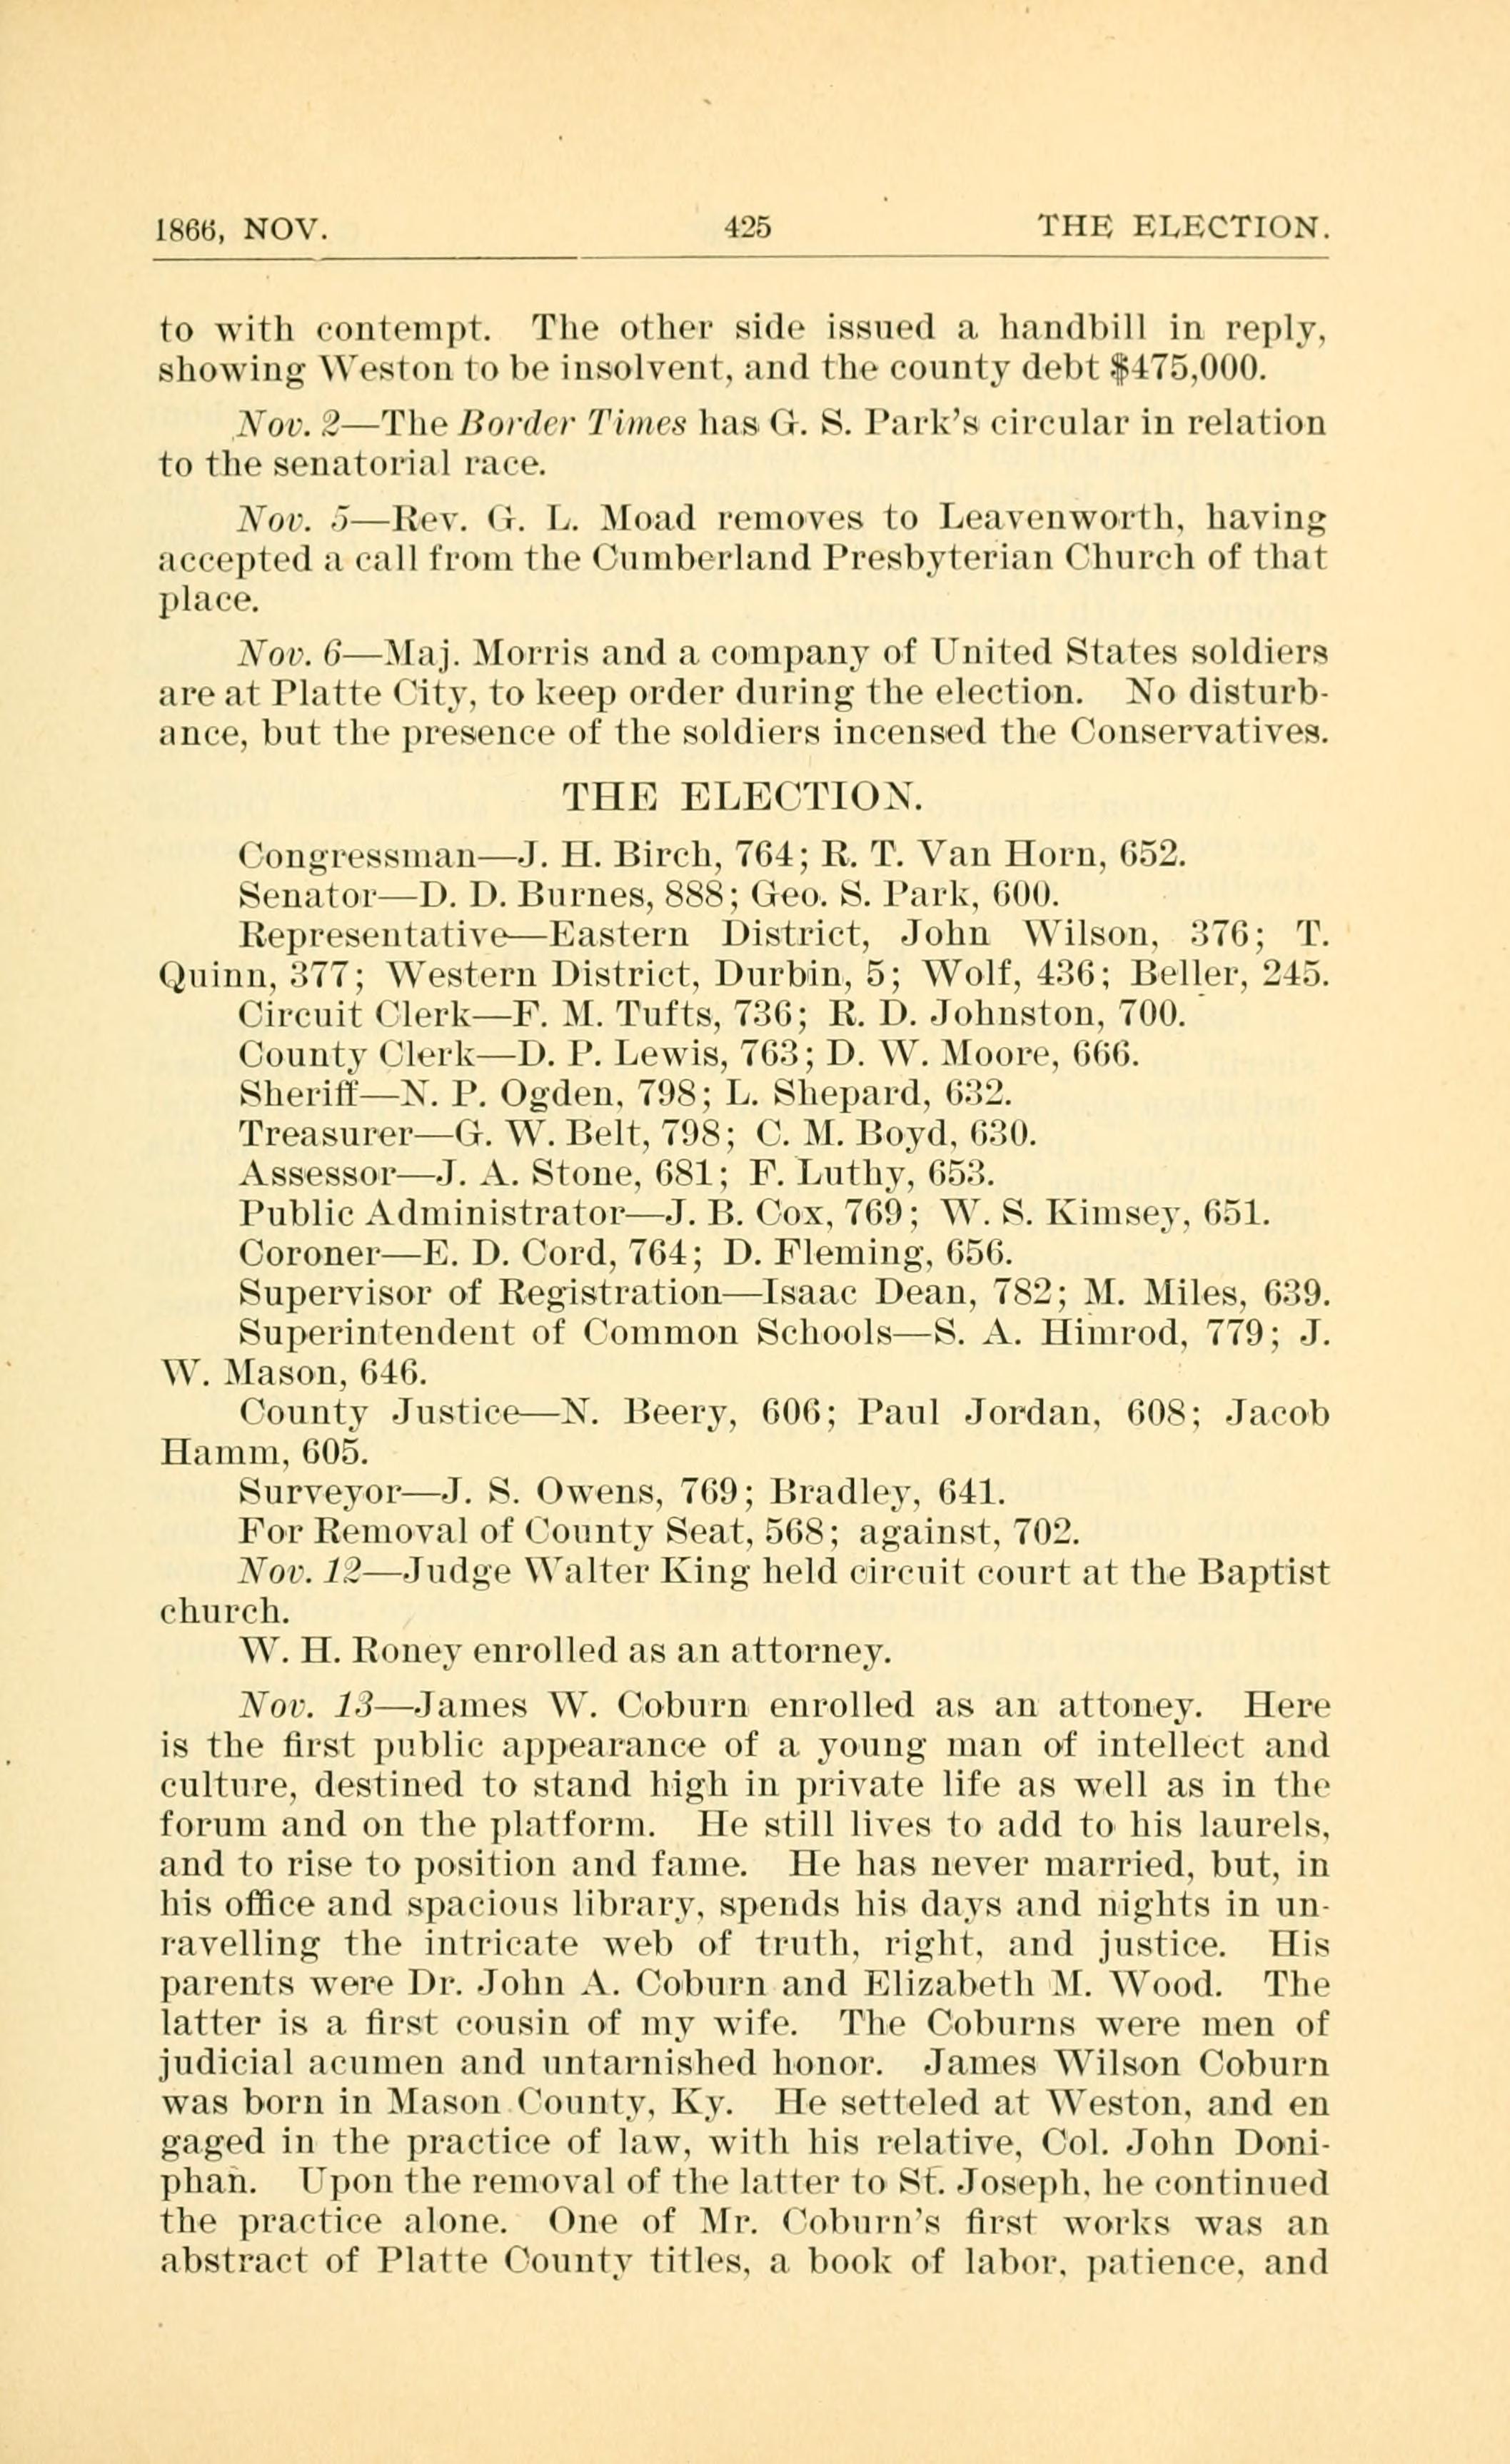 1866, NOV. 425 THE ELECTION.
to with contempt. The other side issued a handbill in reply,
showing Weston to be insolvent, and the county debt $475,000.
Nov. 2—The Border Times has G. S. Park's circular in relation
to the senatorial race.
Nov. 5—Rev. G. L. Moad removes to Leavenworth, having
accepted a call from the Cumberland Presbyterian Church of that
place.
Nov. 6—Maj. Morris and a company of United States soldiers
are at Platte City, to keep order during the election. No disturb-
ance, but the presence of the soldiers incensed the Conservatives.
THE ELECTION.
Congressman—J. H. Birch, 764; R. T. Van Horn, 652.
Senator—D. D. Burnes, 888; Geo. S. Park, 600.
Representative—Eastern District, John Wilson, 376; T.
Quinn, 377; Western District, Durbin, 5; Wolf, 436; Beller, 245.
Circuit Clerk—F. M. Tufts, 736; R. D. Johnston, 700.
County Clerk—D. P. Lewis, 763; D. W. Moore, 666.
Sheriff—N. P. Ogden, 798; L. Shepard, 632.
Treasurer—G. W. Belt, 798; C. M. Boyd, 630.
Assessor—J. A. Stone, 681; F. Luthy, 653.
Public Administrator—J. B. Cox, 769; W. S. Kimsey, 651.
Coroner—E. D. Cord, 764; D. Fleming, 656.
Supervisor of Registration—Isaac Dean, 782; M. Miles, 639.
Superintendent of Common Schools—S. A. Himrod, 779; J.
W. Mason, 646.
County Justice—N. Beery, 606; Paul Jordan, 608; Jacob
Hamm, 605.
Surveyor—J. S. Owens, 769; Bradley, 641.
For Removal of County Seat, 568; against, 702.
Nov. 12—Judge Walter King held circuit court at the Baptist
church.
W. H. Roney enrolled as an attorney.
Nov. 13—James W. Coburn enrolled as an attoney. Here
is the first public appearance of a young man of intellect and
culture, destined to stand high in private life as well as in the
forum and on the platform. He still lives to add to his laurels,
and to rise to position and fame. He has never married, but, in
his office and spacious library, spends his days and nights in un-
ravelling the intricate web of truth, right, and justice. His
parents were Dr. John A. Coburn and Elizabeth M. Wood. The
latter is a first cousin of my wife. The Coburns were men of
judicial acumen and untarnished honor. James Wilson Coburn
was born in Mason County, Ky. He setteled at Weston, and en
gaged in the practice of law, with his relative, Col. John Doni-
phan. Upon the removal of the latter to St. Joseph, he continued
the practice alone. One of Mr. Coburn's first works was an
abstract of Platte County titles, a book of labor, patience, and